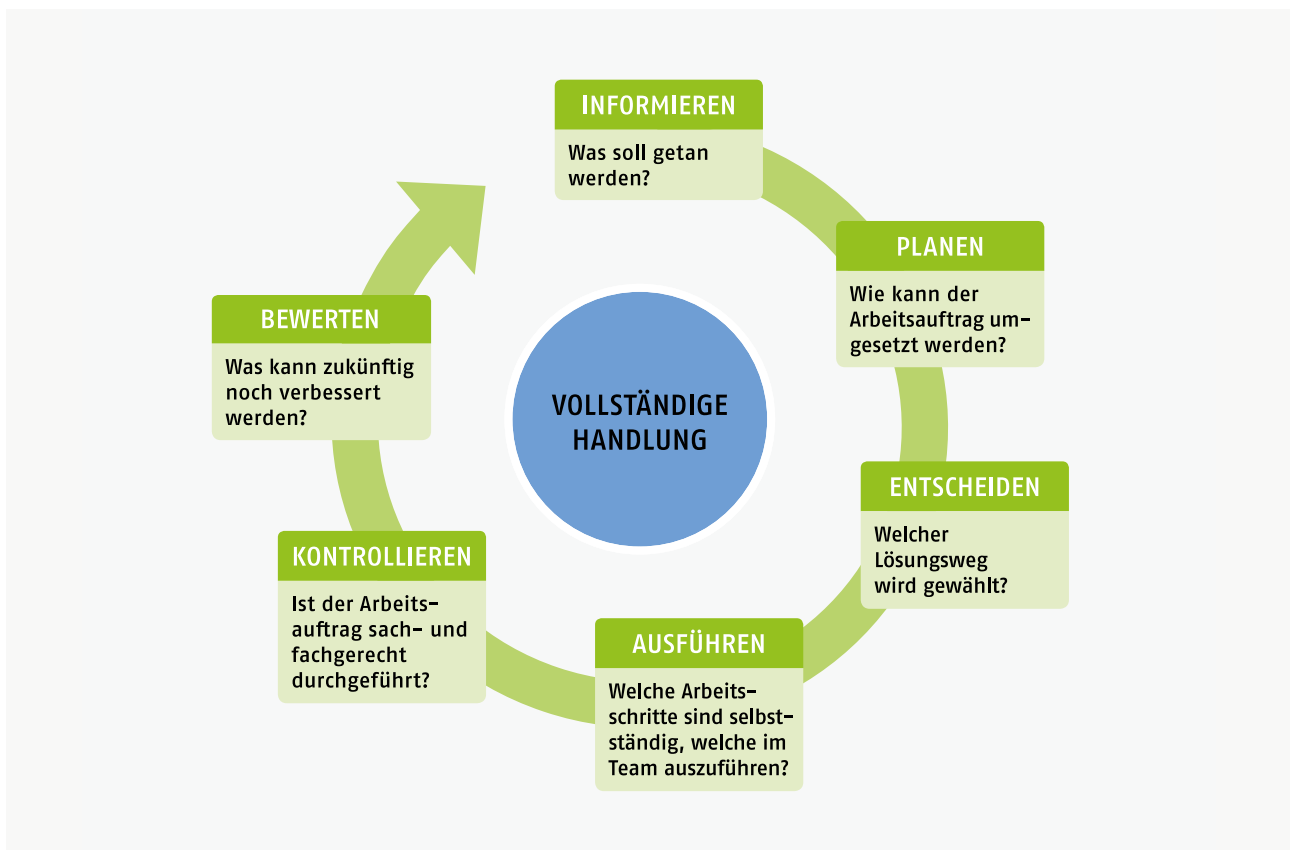 INFORMIEREN
Was soll getan
werden?
PLANEN
Wie kann der
Arbeitsauftrag um-
gesetzt werden?
ENTSCHEIDEN
Welcher
Lösungsweg
wird gewählt?
AUSFÜHREN
Welche Arbeits-
schritte sind selbst-
ständig, welche im
Team auszuführen?
KONTROLLIEREN
Ist der Arbeits-
auftrag sach- und
fachgerecht
durchgeführt?
BEWERTEN
Was kann zukünftig
noch verbessert
werden?
VOLLSTÄNDIGE
HANDLUNG